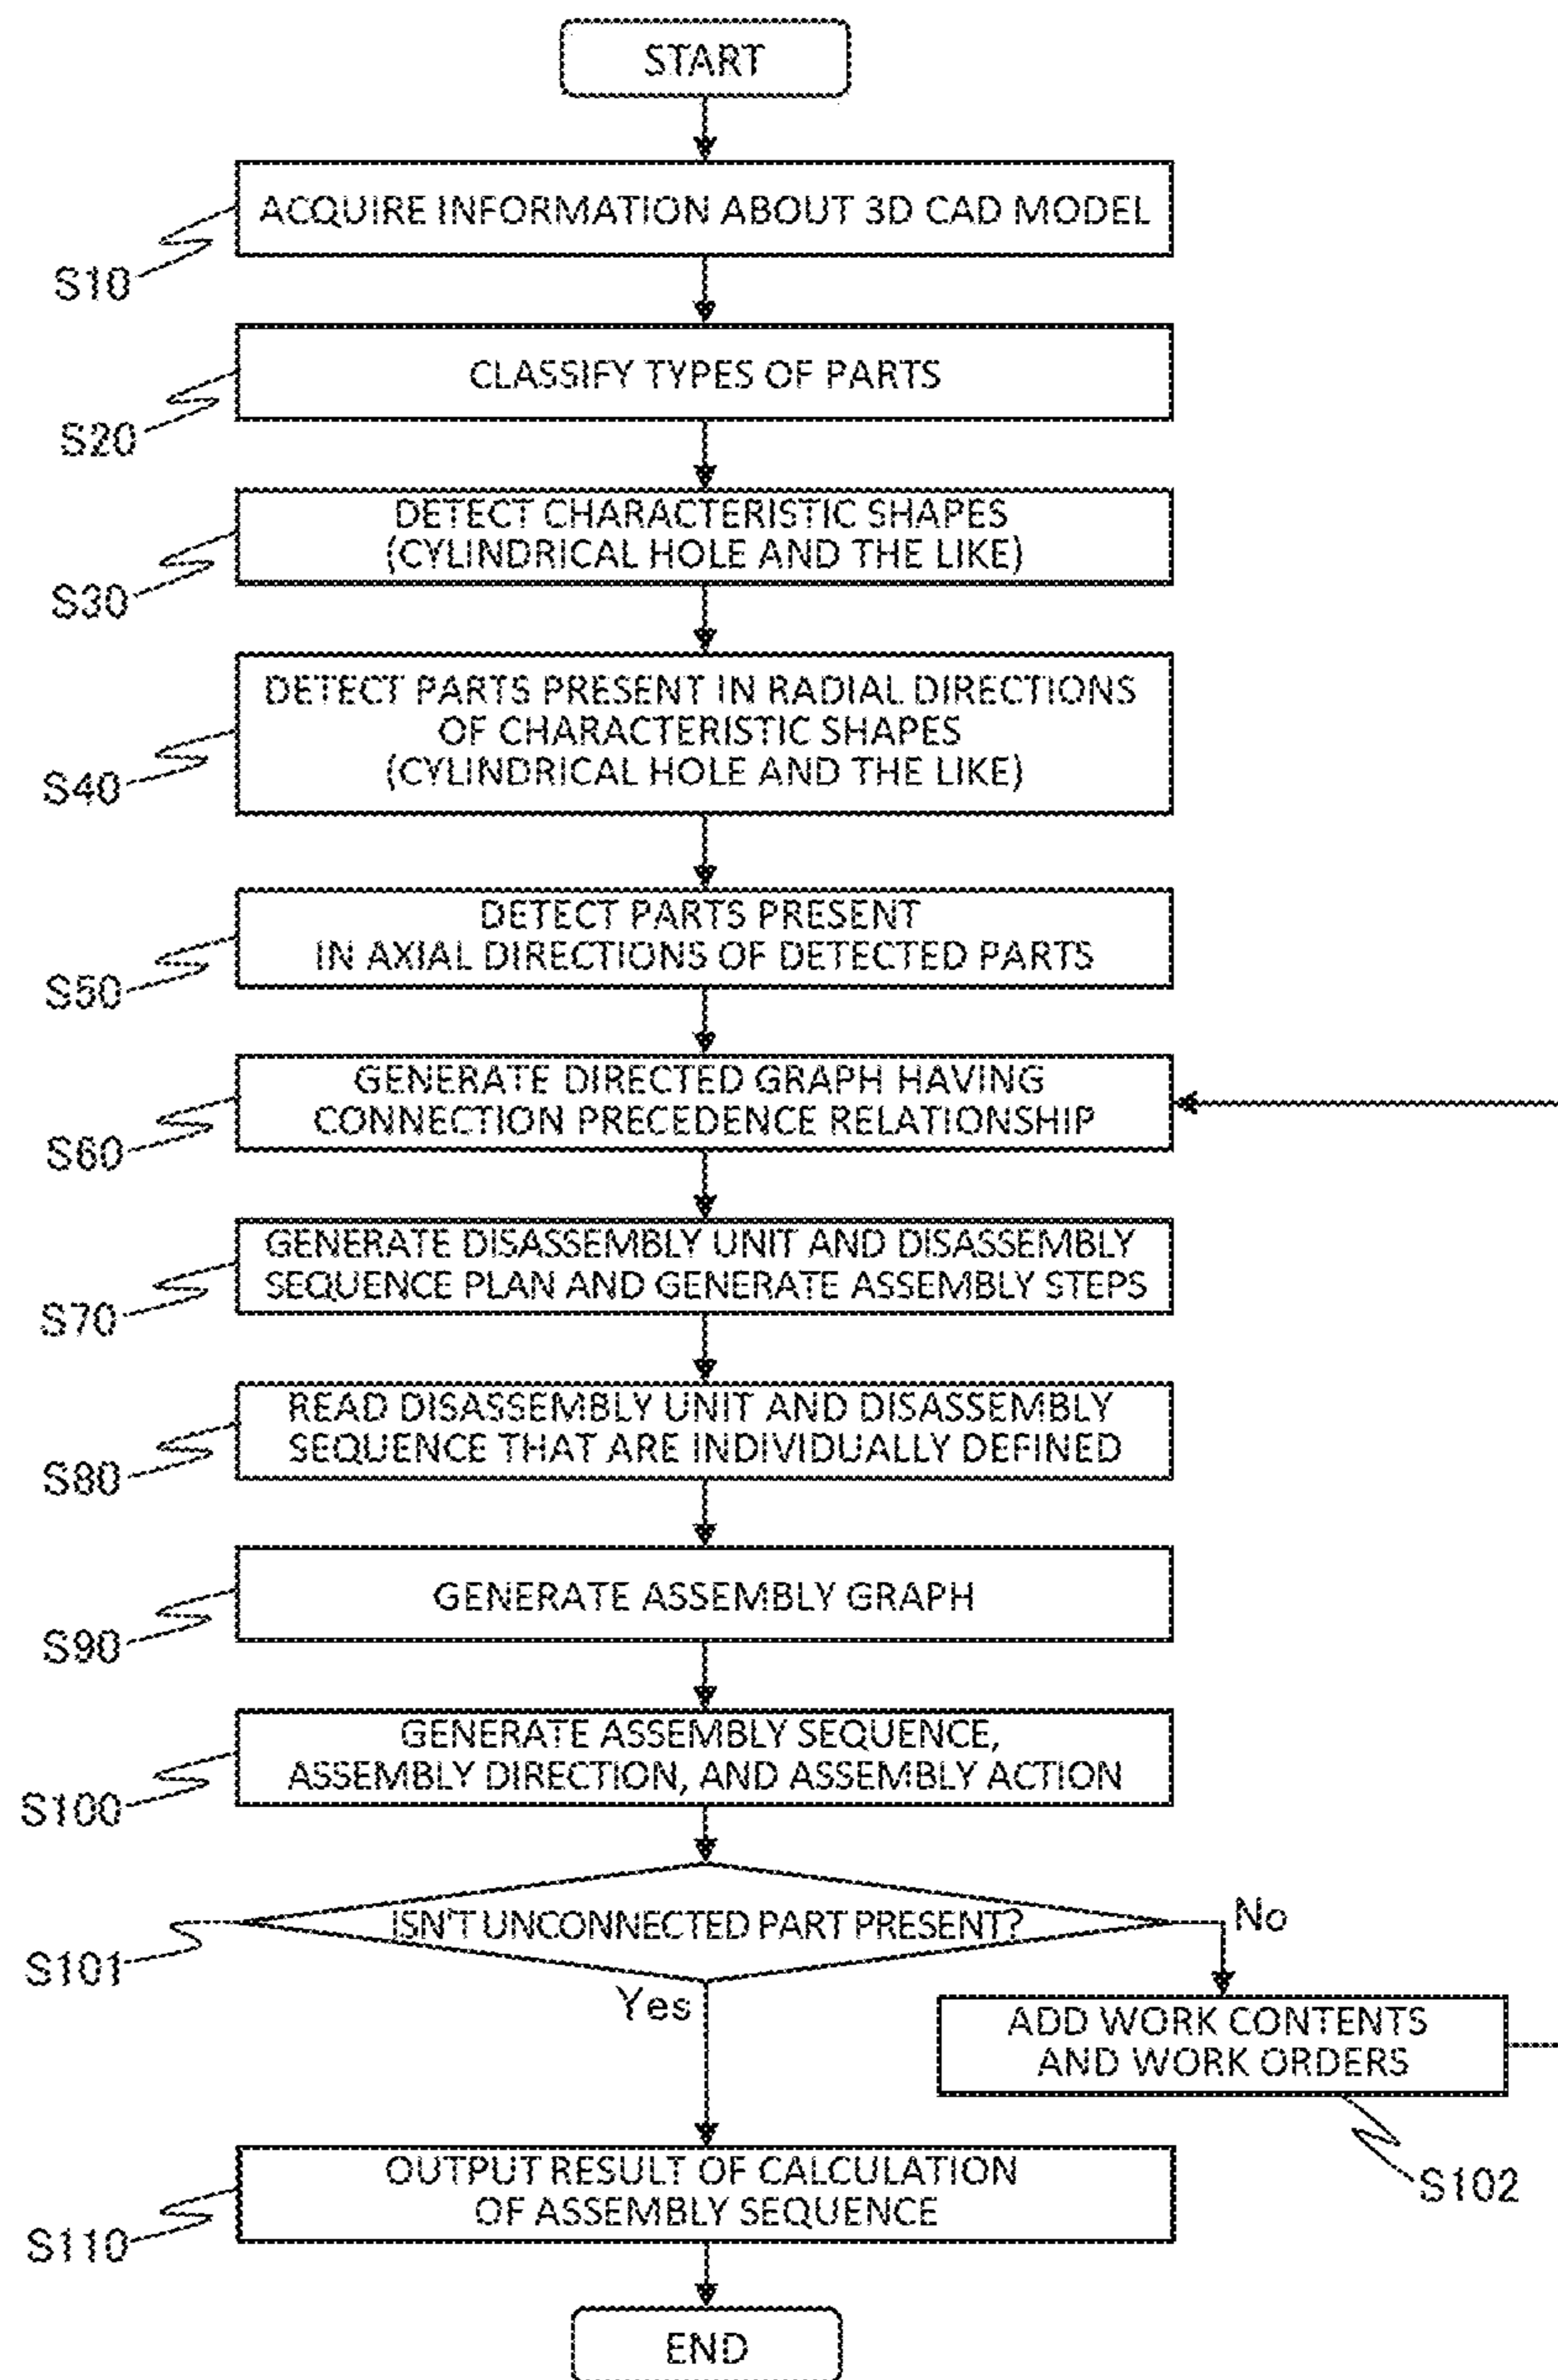 START
ACQUIRE INFORMATION ABOUT 3D CAD MODEL
S10
CLASSIFY TYPES OF PARTS
S20
DETECT CHARACTERISTIC SHAPES
(CYLINDRICAL HOLE AND THE LIKE)
S30
DETECT PARTS PRESENT IN RADIAL DIRECTIONS
OF CHARACTERISTIC SHAPES
(CYLINDRICAL HOLE AND THE LIKE)
S40
DETECT PARTS PRESENT
IN AXIAL DIRECTIONS OF DETECTED PARTS
S50
GENERATE DIRECTED GRAPH HAVING
CONNECTION PRECEDENCE RELATIONSHIP
S60
GENERATE DISASSEMBLY UNIT AND DISASSEMBLY
SEQUENCE PLAN AND GENERATE ASSEMBLY STEPS
S70
READ DISASSEMBLY UNIT AND DISASSEMBLY
SEQUENCE THAT ARE INDIVIDUALLY DEFINED
S80
GENERATE ASSEMBLY GRAPH
S90
GENERATE ASSEMBLY SEQUENCE,
ASSEMBLY DIRECTION, AND ASSEMBLY ACTION
S100
ISN'T UNCONNECTED PART PRESENT?
No
S101
Yes
ADD WORK CONTENTS
AND WORK ORDERS
S102
OUTPUT RESULT OF CALCULATION
OF ASSEMBLY SEQUENCE
S110
END